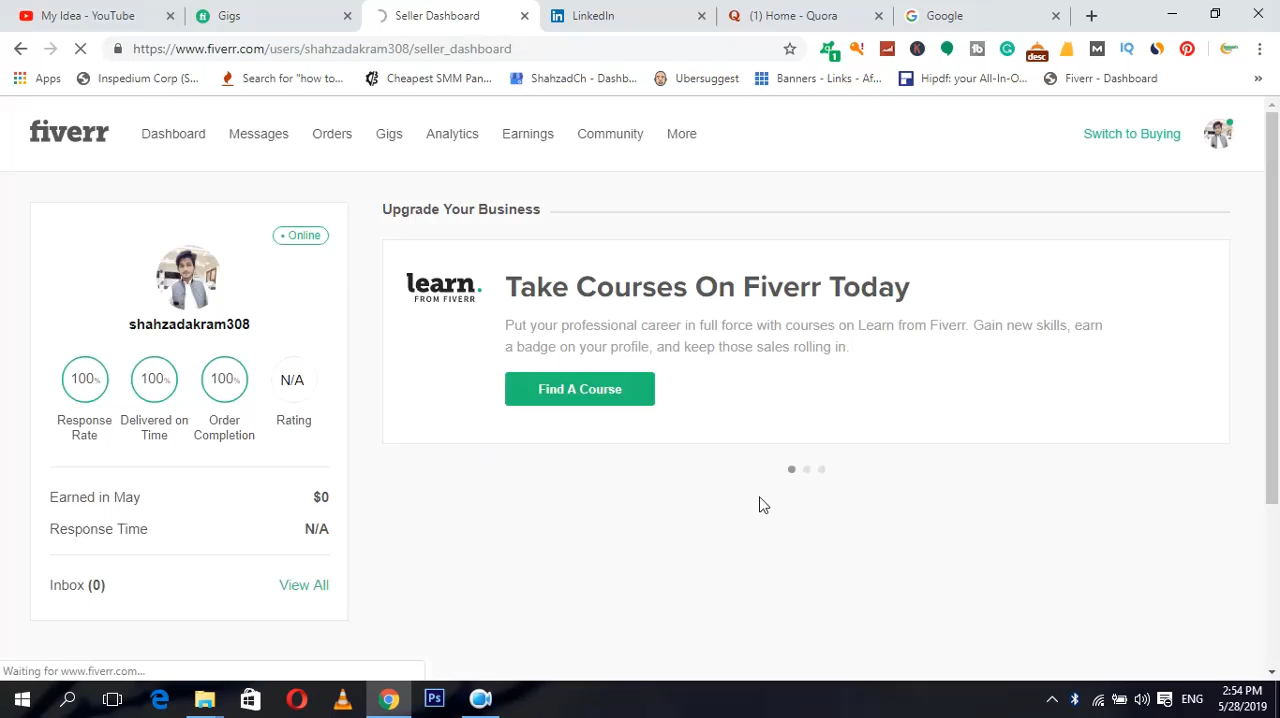 My Idea - YouTube
Gigs
Seller Dashboard
LinkedIn
(1) Home - Quora
Google
https://www.fiverr.com/users/shahzadakram308/seller_dashboard
1
desc
IQ
Apps
Inspedium Corp (S...
Search for "how to...
Cheapest SMM Pan...
ShahzadCh - Dashb...
Ubersuggest
Banners - Links - Af...
Hipdf: your All-In-O...
Fiverr - Dashboard
»
fiverr
Dashboard
Messages
Orders
Gigs
Analytics
Earnings
Community
More
Switch to Buying
• Online
shahzadakram308
100%
100%
100%
N/A
Response
Rate
Delivered on
Time
Order
Completion
Rating
Earned in May
$0
Response Time
N/A
Inbox (0)
View All
Upgrade Your Business
learn.
FROM FIVERR
Take Courses On Fiverr Today
Put your professional career in full force with courses on Learn from Fiverr. Gain new skills, earn
a badge on your profile, and keep those sales rolling in.
Find A Course
Waiting for www.fiverr.com...
Ps
ENG
2:54 PM
5/28/2019